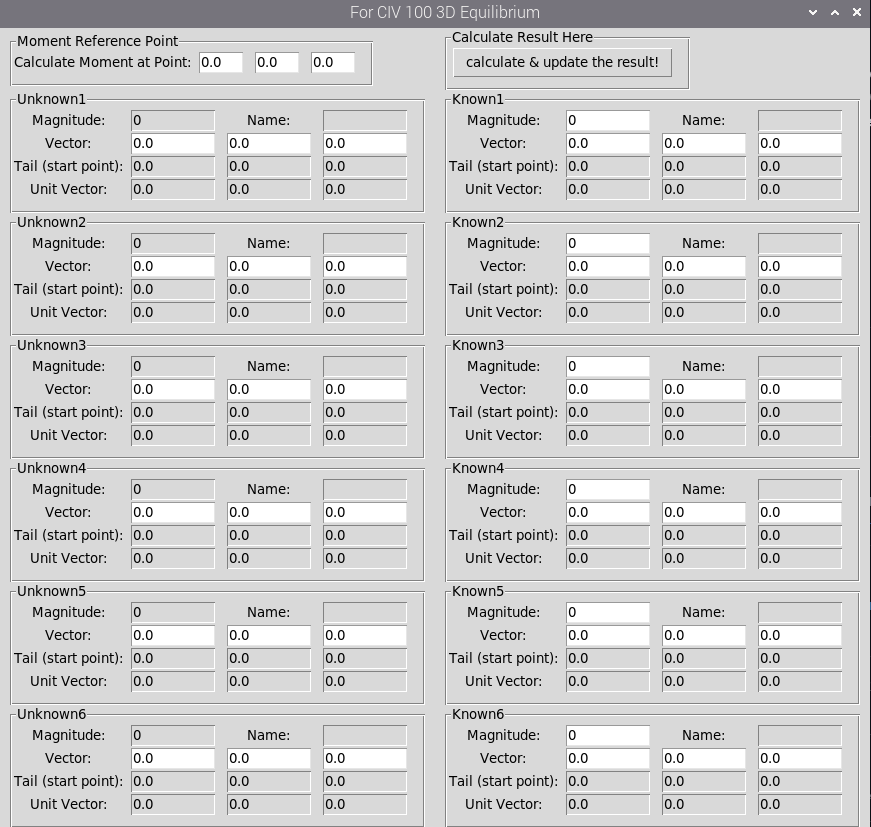 For CIV 100 3D Equilibrium
Moment Reference Point
Calculate Moment at Point: 0.0 0.0 0.0
Calculate Result Here
calculate & update the result!
Unknown1
Magnitude: 0 Name:
Vector: 0.0 0.0 0.0
Tail (start point): 0.0 0.0 0.0
Unit Vector: 0.0 0.0 0.0
Known1
Magnitude: 0 Name:
Vector: 0.0 0.0 0.0
Tail (start point): 0.0 0.0 0.0
Unit Vector: 0.0 0.0 0.0
Unknown2
Magnitude: 0 Name:
Vector: 0.0 0.0 0.0
Tail (start point): 0.0 0.0 0.0
Unit Vector: 0.0 0.0 0.0
Known2
Magnitude: 0 Name:
Vector: 0.0 0.0 0.0
Tail (start point): 0.0 0.0 0.0
Unit Vector: 0.0 0.0 0.0
Unknown3
Magnitude: 0 Name:
Vector: 0.0 0.0 0.0
Tail (start point): 0.0 0.0 0.0
Unit Vector: 0.0 0.0 0.0
Known3
Magnitude: 0 Name:
Vector: 0.0 0.0 0.0
Tail (start point): 0.0 0.0 0.0
Unit Vector: 0.0 0.0 0.0
Unknown4
Magnitude: 0 Name:
Vector: 0.0 0.0 0.0
Tail (start point): 0.0 0.0 0.0
Unit Vector: 0.0 0.0 0.0
Known4
Magnitude: 0 Name:
Vector: 0.0 0.0 0.0
Tail (start point): 0.0 0.0 0.0
Unit Vector: 0.0 0.0 0.0
Unknown5
Magnitude: 0 Name:
Vector: 0.0 0.0 0.0
Tail (start point): 0.0 0.0 0.0
Unit Vector: 0.0 0.0 0.0
Known5
Magnitude: 0 Name:
Vector: 0.0 0.0 0.0
Tail (start point): 0.0 0.0 0.0
Unit Vector: 0.0 0.0 0.0
Unknown6
Magnitude: 0 Name:
Vector: 0.0 0.0 0.0
Tail (start point): 0.0 0.0 0.0
Unit Vector: 0.0 0.0 0.0
Known6
Magnitude: 0 Name:
Vector: 0.0 0.0 0.0
Tail (start point): 0.0 0.0 0.0
Unit Vector: 0.0 0.0 0.0